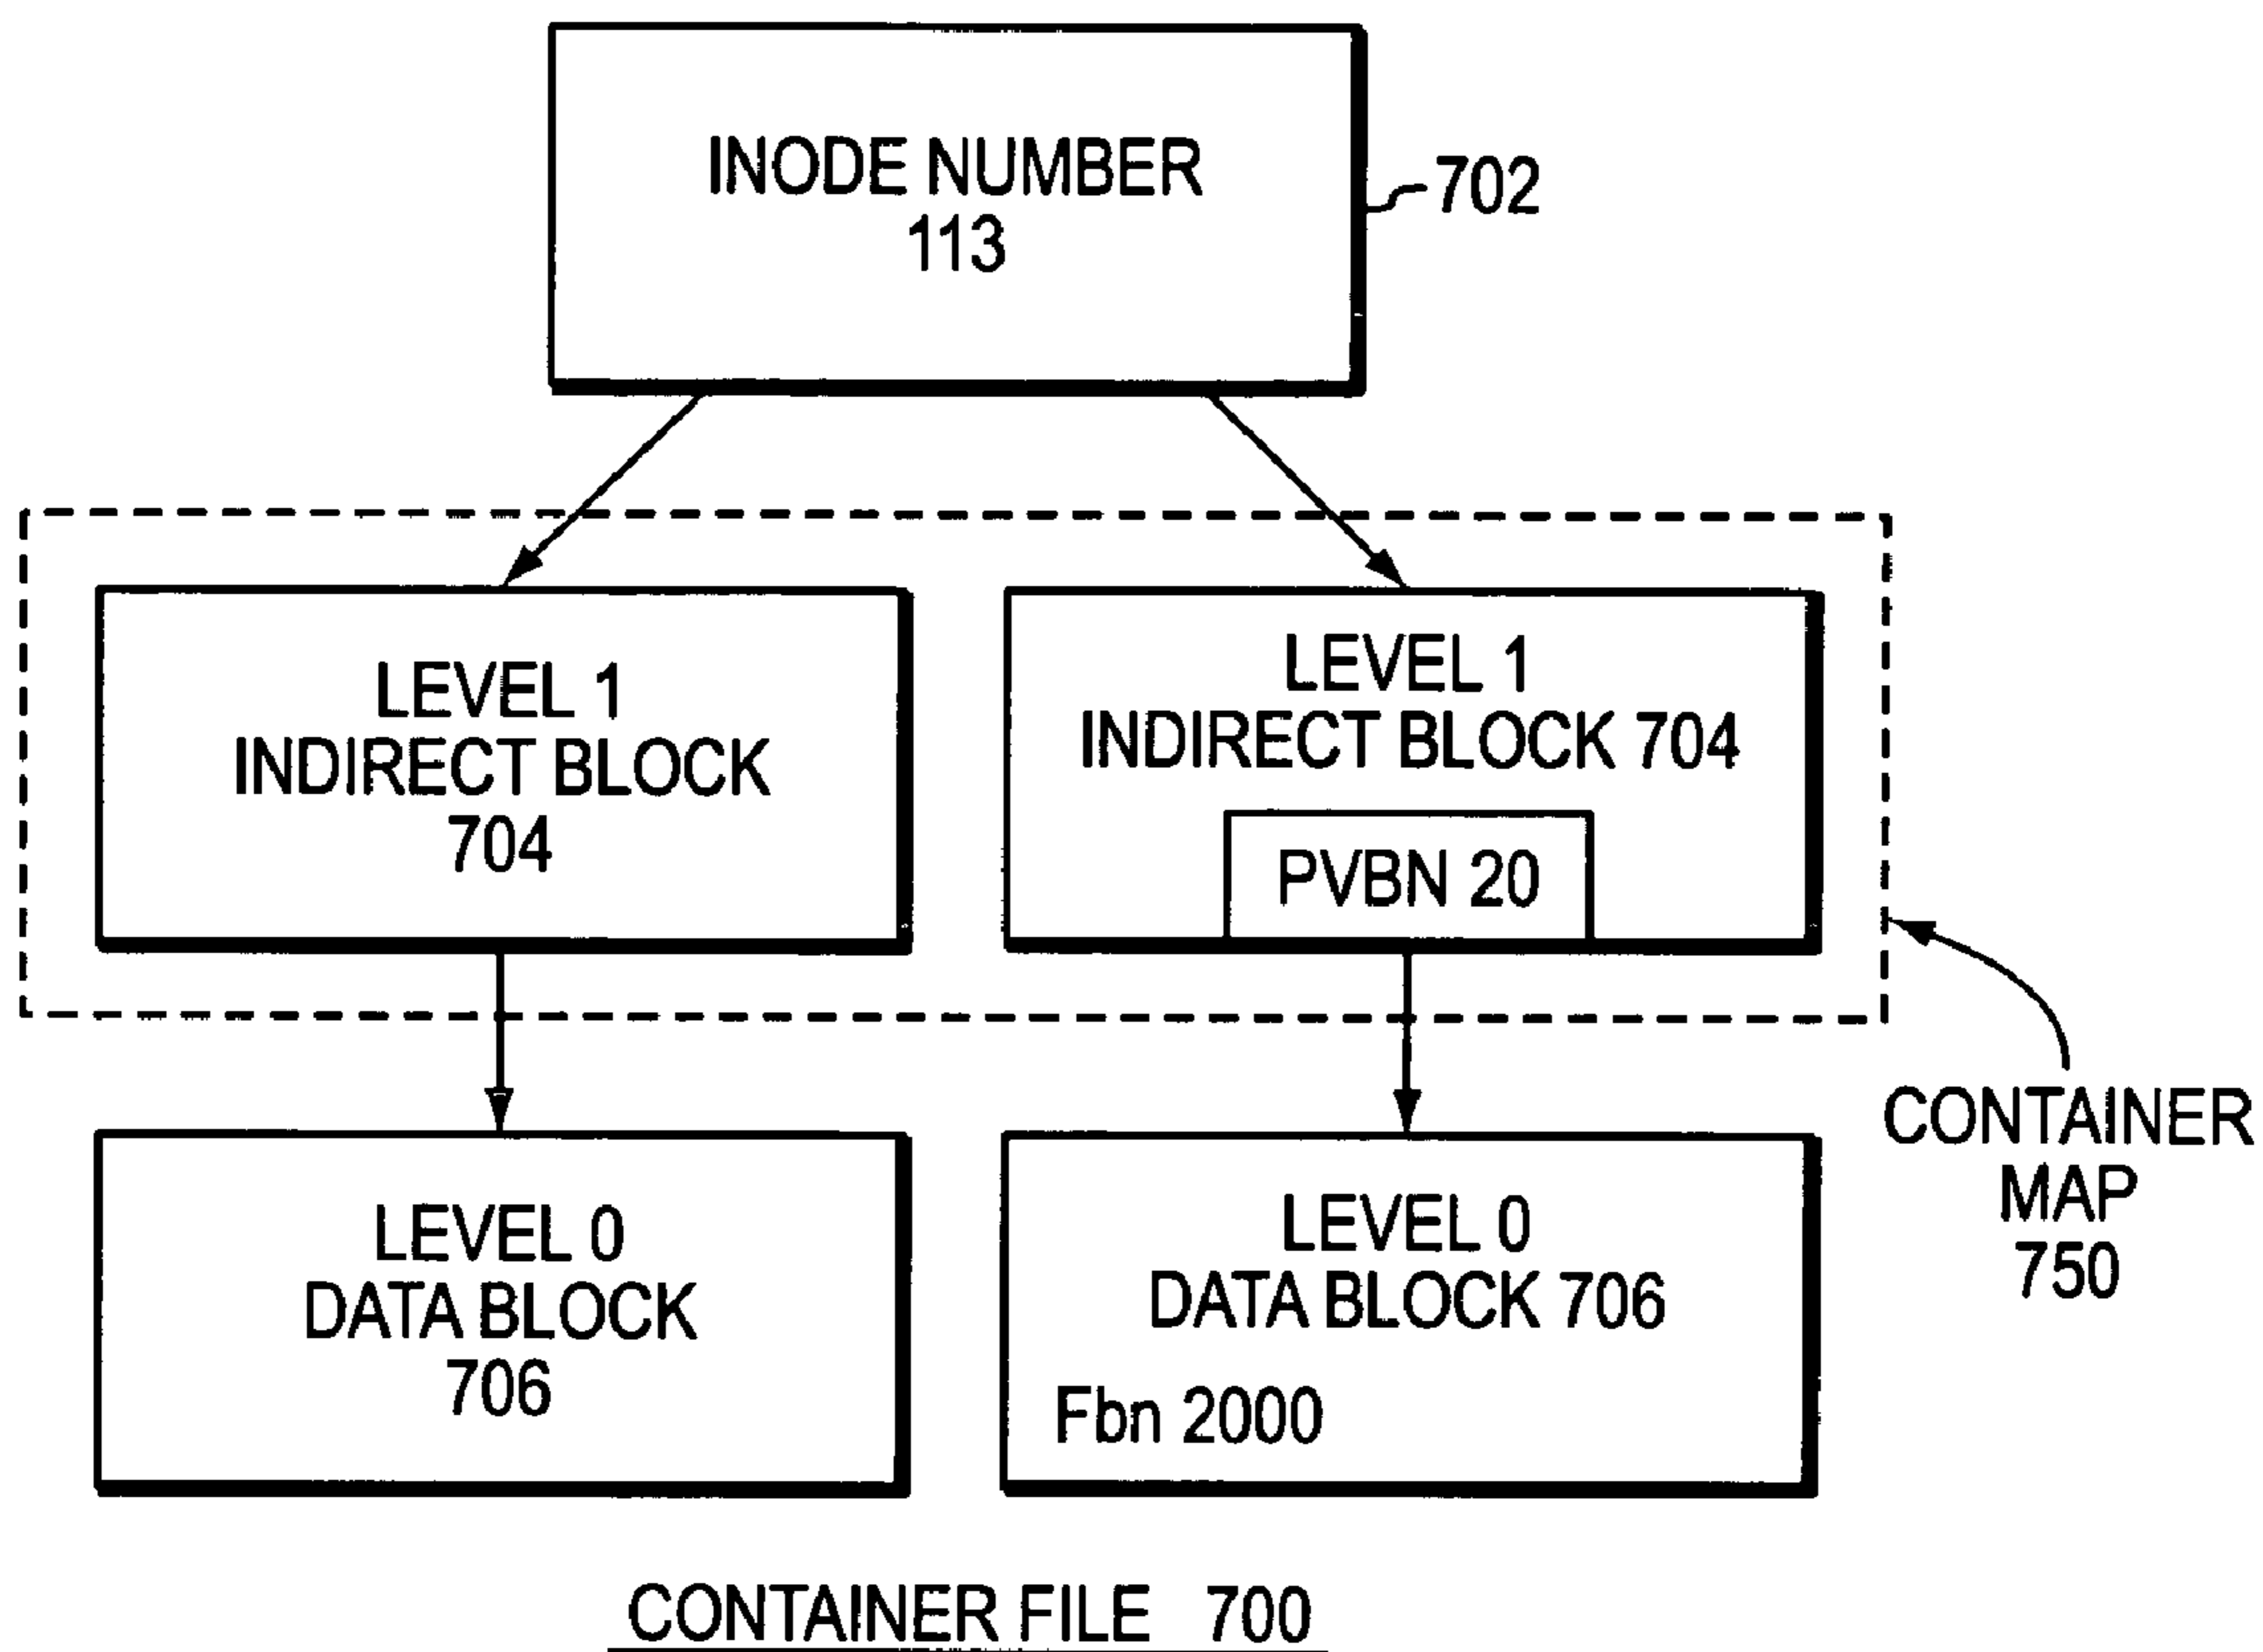 INODE NUMBER
113
702
LEVEL 1
INDIRECT BLOCK
704
LEVEL 1
INDIRECT BLOCK 704
PVBN 20
CONTAINER
MAP
750
LEVEL 0
DATA BLOCK
706
LEVEL 0
DATA BLOCK 706
Fbn 2000
CONTAINER FILE 700